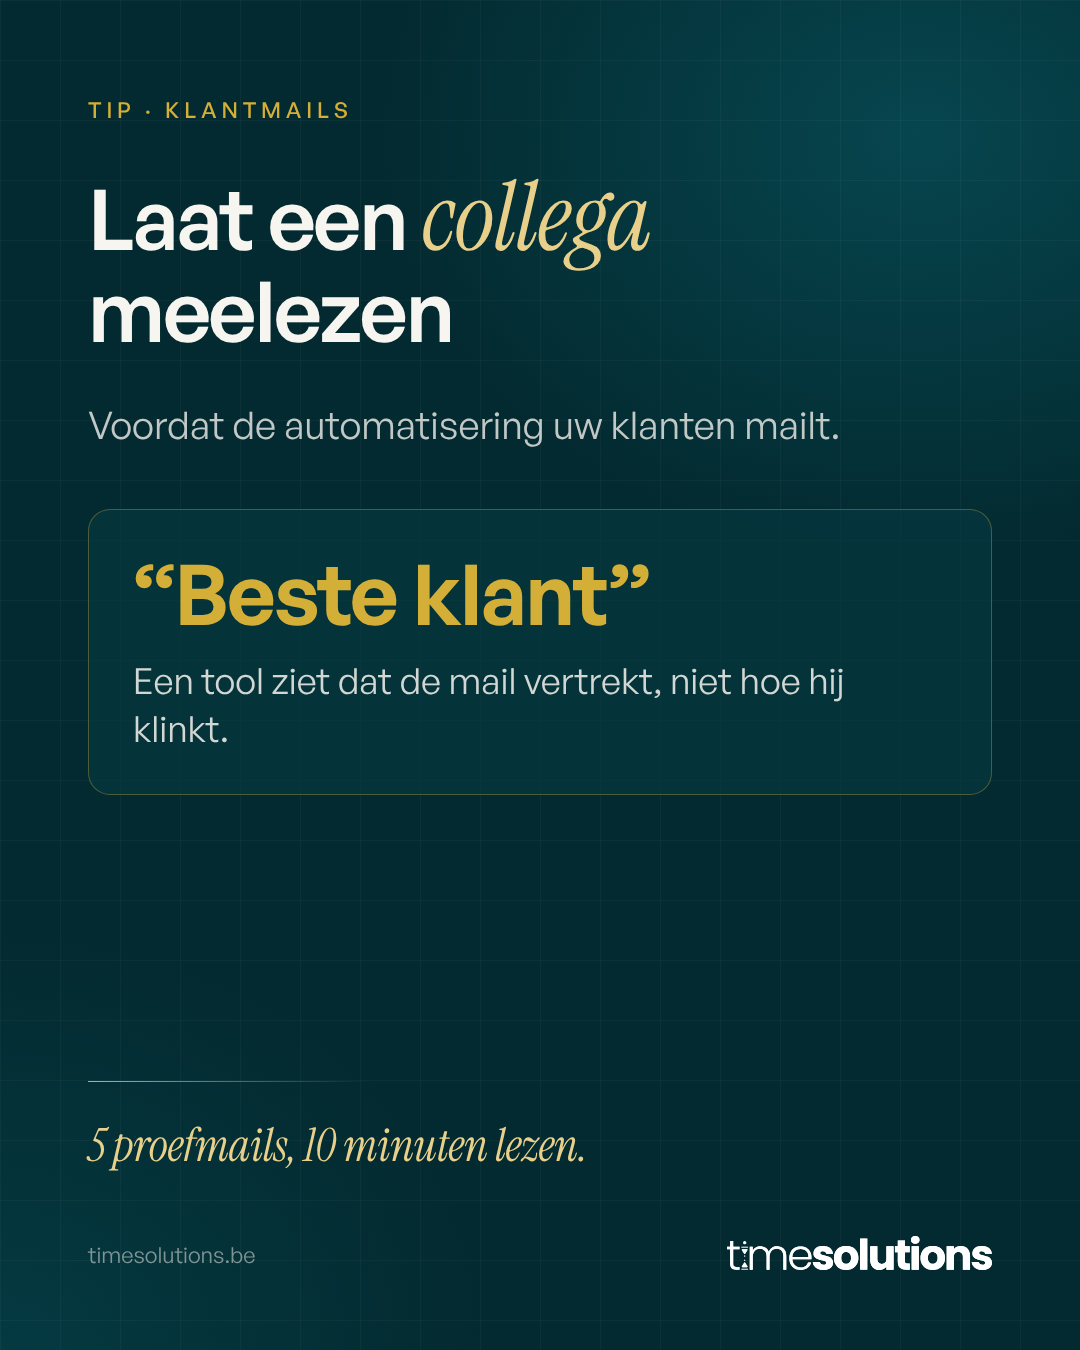 TIP · KLANTMAILS
Laat een collega
meelezen
Voordat de automatisering uw klanten mailt.
“Beste klant”
Een tool ziet dat de mail vertrekt, niet hoe hij
klinkt.
5 proefmails, 10 minuten lezen.
timesolutions.be
timesolutions